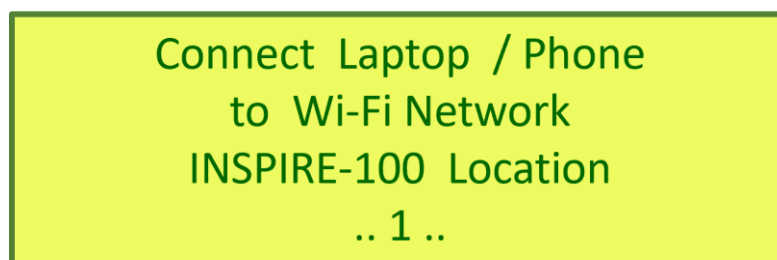 Connect Laptop / Phone
to Wi-Fi Network
INSPIRE-100 Location
.. 1 ..